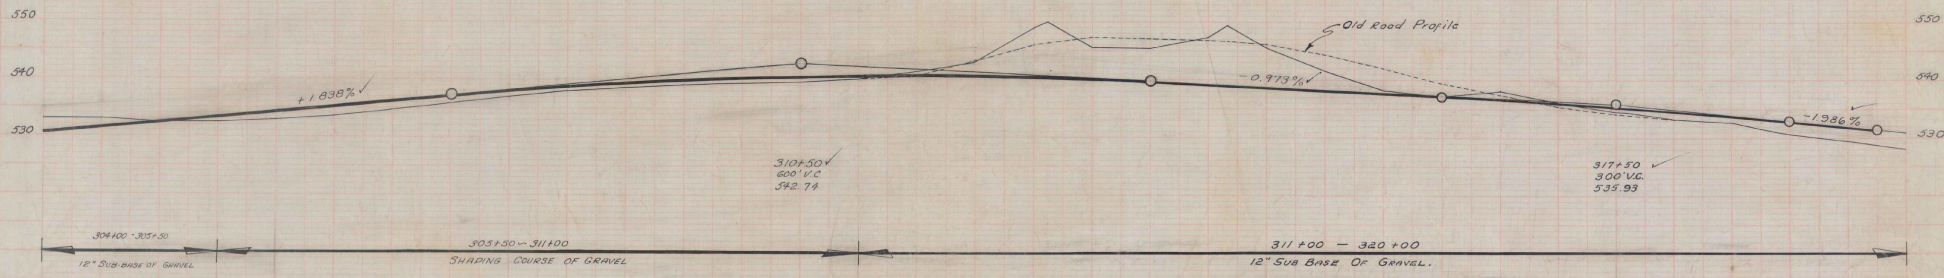 550
540
530
+1.838% ✓
Old Road Profile
-0.973% ✓
-1.986%
550
540
530
310+50 ✓
600' V.C
542.74
317+50 ✓
300' V.C.
535.93
304+00 - 305+50
12" SUB-BASE OF GRAVEL
305+50 - 311+00
SHAPING COURSE OF GRAVEL
311+00 — 320+00
12" SUB BASE OF GRAVEL.